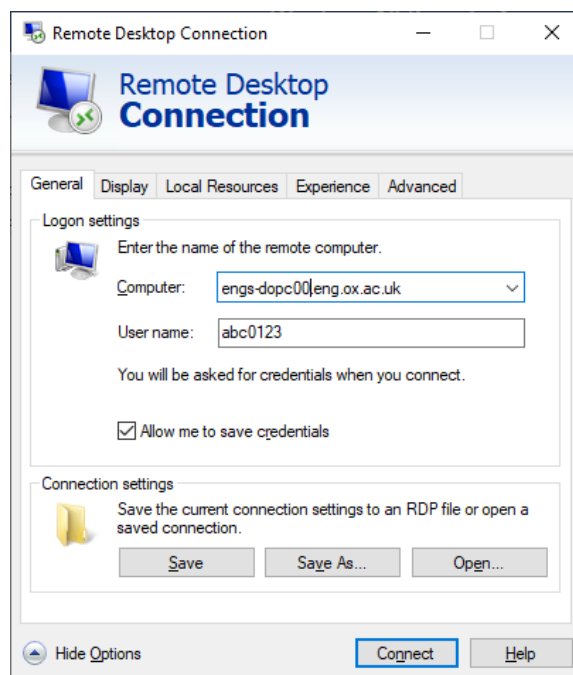 Remote Desktop Connection
Remote Desktop
Connection
General Display Local Resources Experience Advanced
Logon settings
Enter the name of the remote computer.
Computer: engs-dopc00.eng.ox.ac.uk
User name: abc0123
You will be asked for credentials when you connect.
Allow me to save credentials
Connection settings
Save the current connection settings to an RDP file or open a
saved connection.
Save Save As... Open...
Hide Options Connect Help